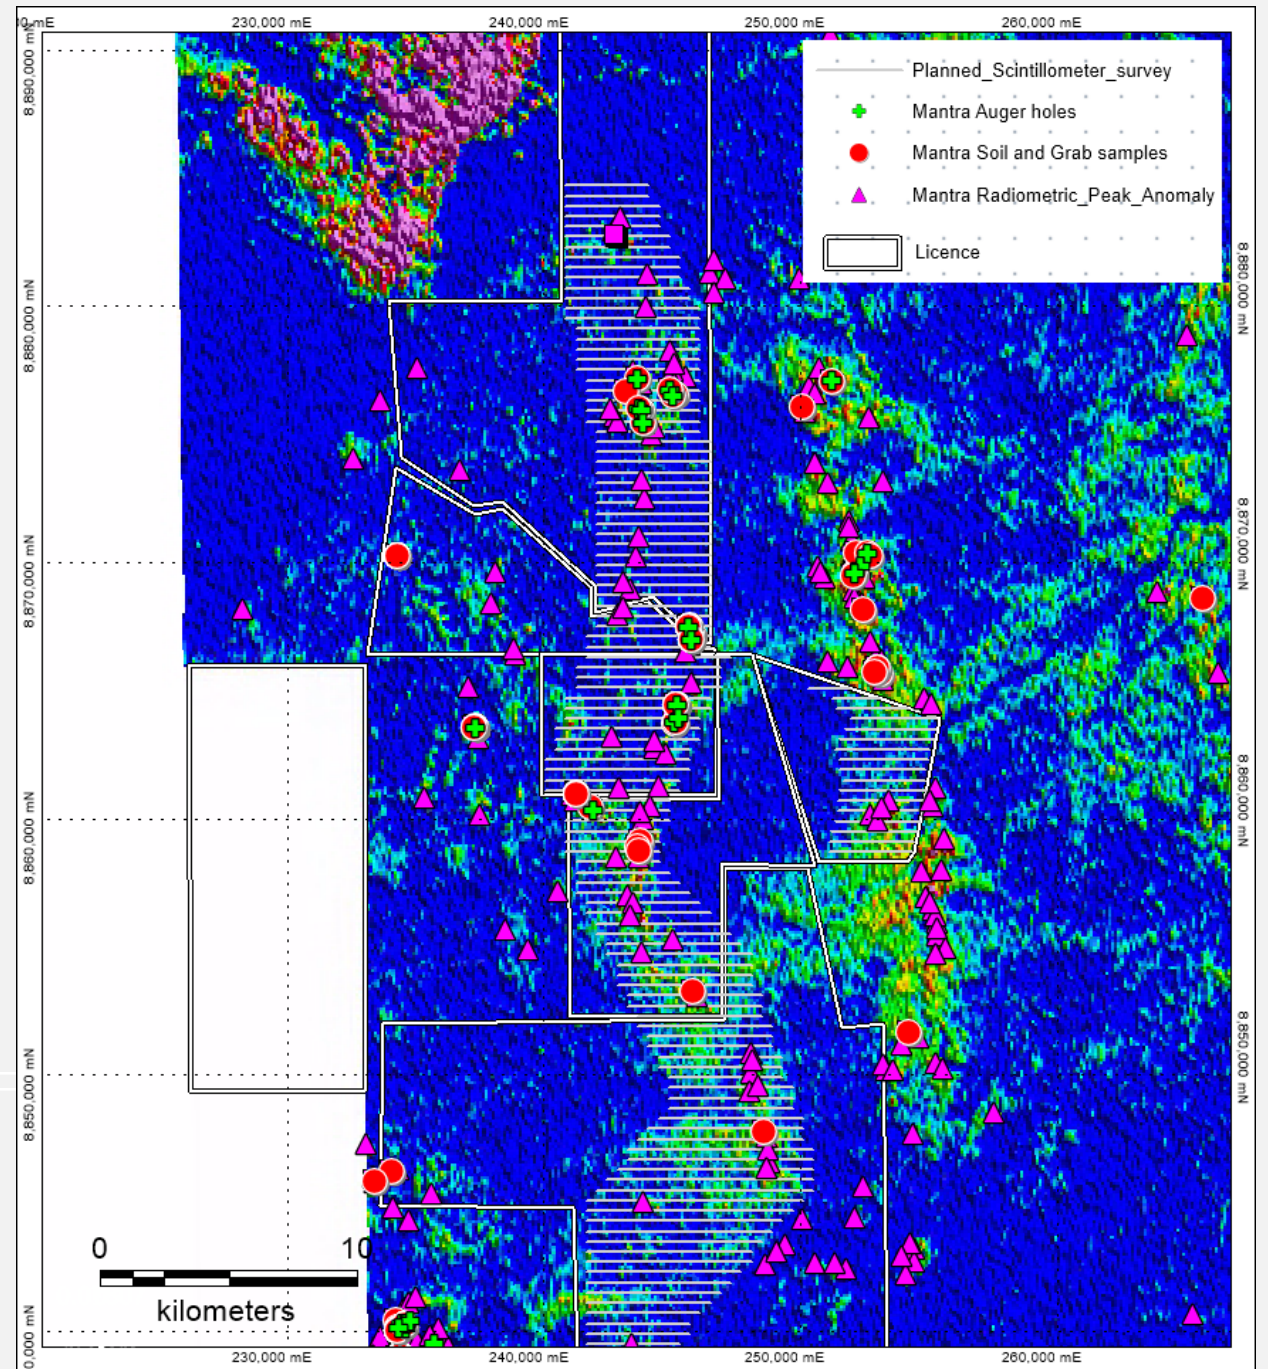 0 mE 230,000 mE 240,000 mE 250,000 mE 260,000 mE
Planned_Scintillometer_survey
Mantra Auger holes
Mantra Soil and Grab samples
Mantra Radiometric_Peak_Anomaly
Licence
8,890,000 mN
8,880,000 mN
8,870,000 mN
8,860,000 mN
8,850,000 mN
0,000 mN
8,880,000 mN
8,870,000 mN
8,860,000 mN
8,850,000 mN
0 10
kilometers
230,000 mE 240,000 mE 250,000 mE 260,000 mE